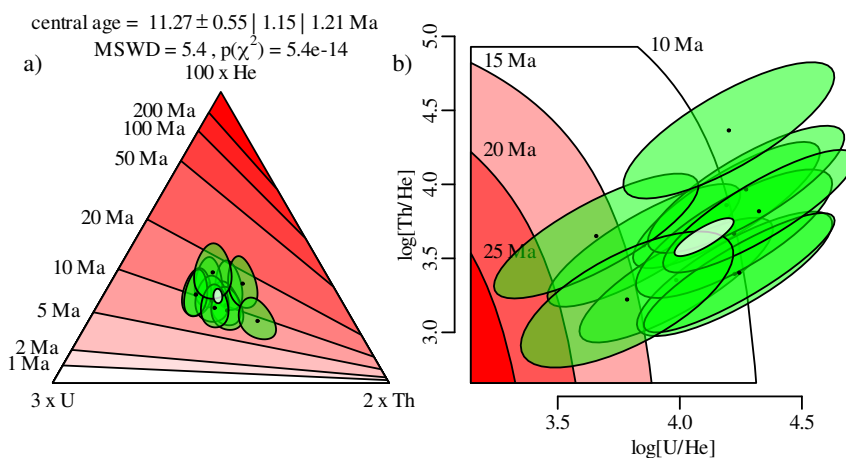 central age = 11.27 ± 0.55 | 1.15 | 1.21 Ma
MSWD = 5.4 , p(χ²) = 5.4e-14
a)
100 x He
200 Ma
100 Ma
50 Ma
20 Ma
10 Ma
5 Ma
2 Ma
1 Ma
3 x U
2 x Th
b)
log[Th/He]
5.0
4.5
4.0
3.5
3.0
10 Ma
15 Ma
20 Ma
25 Ma
3.5 4.0 4.5
log[U/He]